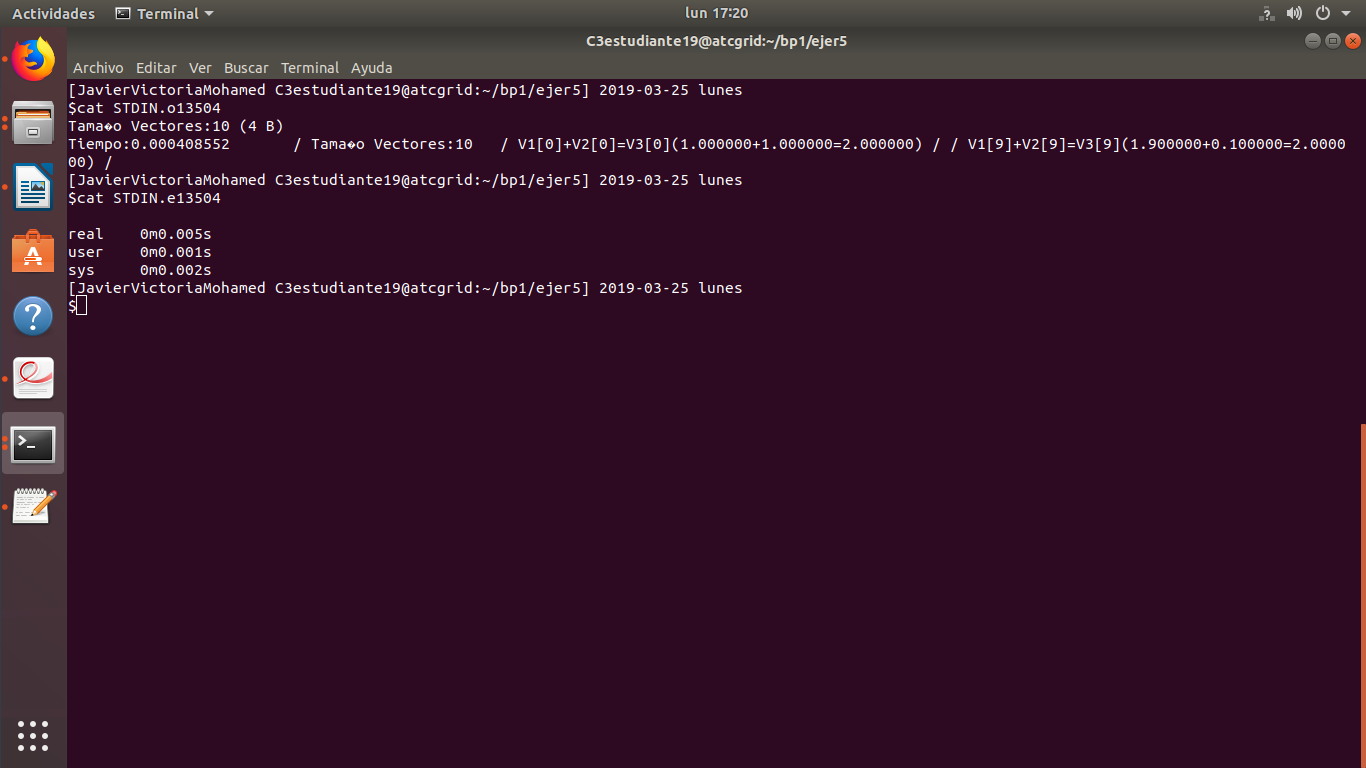 Actividades Terminal lun 17:20
C3estudiante19@atcgrid:~/bp1/ejer5
Archivo Editar Ver Buscar Terminal Ayuda
[JavierVictoriaMohamed C3estudiante19@atcgrid:~/bp1/ejer5] 2019-03-25 lunes
$cat STDIN.o13504
Tama�o Vectores:10 (4 B)
Tiempo:0.000408552       / Tama�o Vectores:10   / V1[0]+V2[0]=V3[0](1.000000+1.000000=2.000000) / / V1[9]+V2[9]=V3[9](1.900000+0.100000=2.0000
00) /
[JavierVictoriaMohamed C3estudiante19@atcgrid:~/bp1/ejer5] 2019-03-25 lunes
$cat STDIN.e13504
real    0m0.005s
user    0m0.001s
sys     0m0.002s
[JavierVictoriaMohamed C3estudiante19@atcgrid:~/bp1/ejer5] 2019-03-25 lunes
$